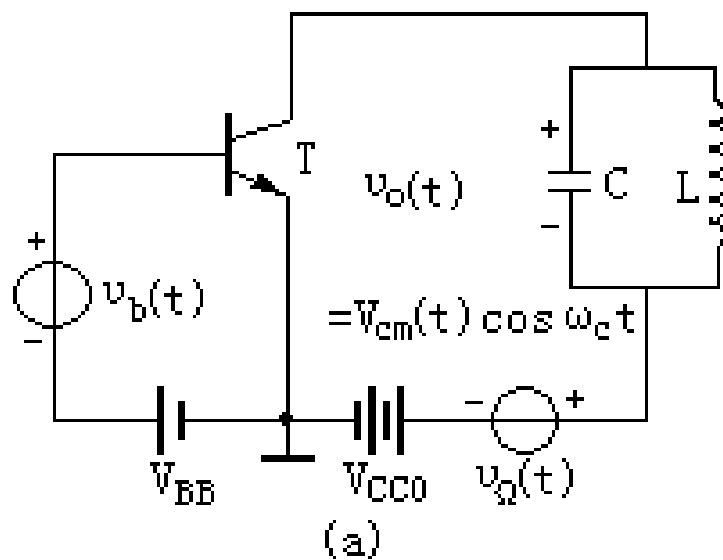 +
T
υo(t)
C
L
−
+
υb(t)
−
=Vcm(t) cos ωct
− +
VBB
VCC0
υΩ(t)
(a)